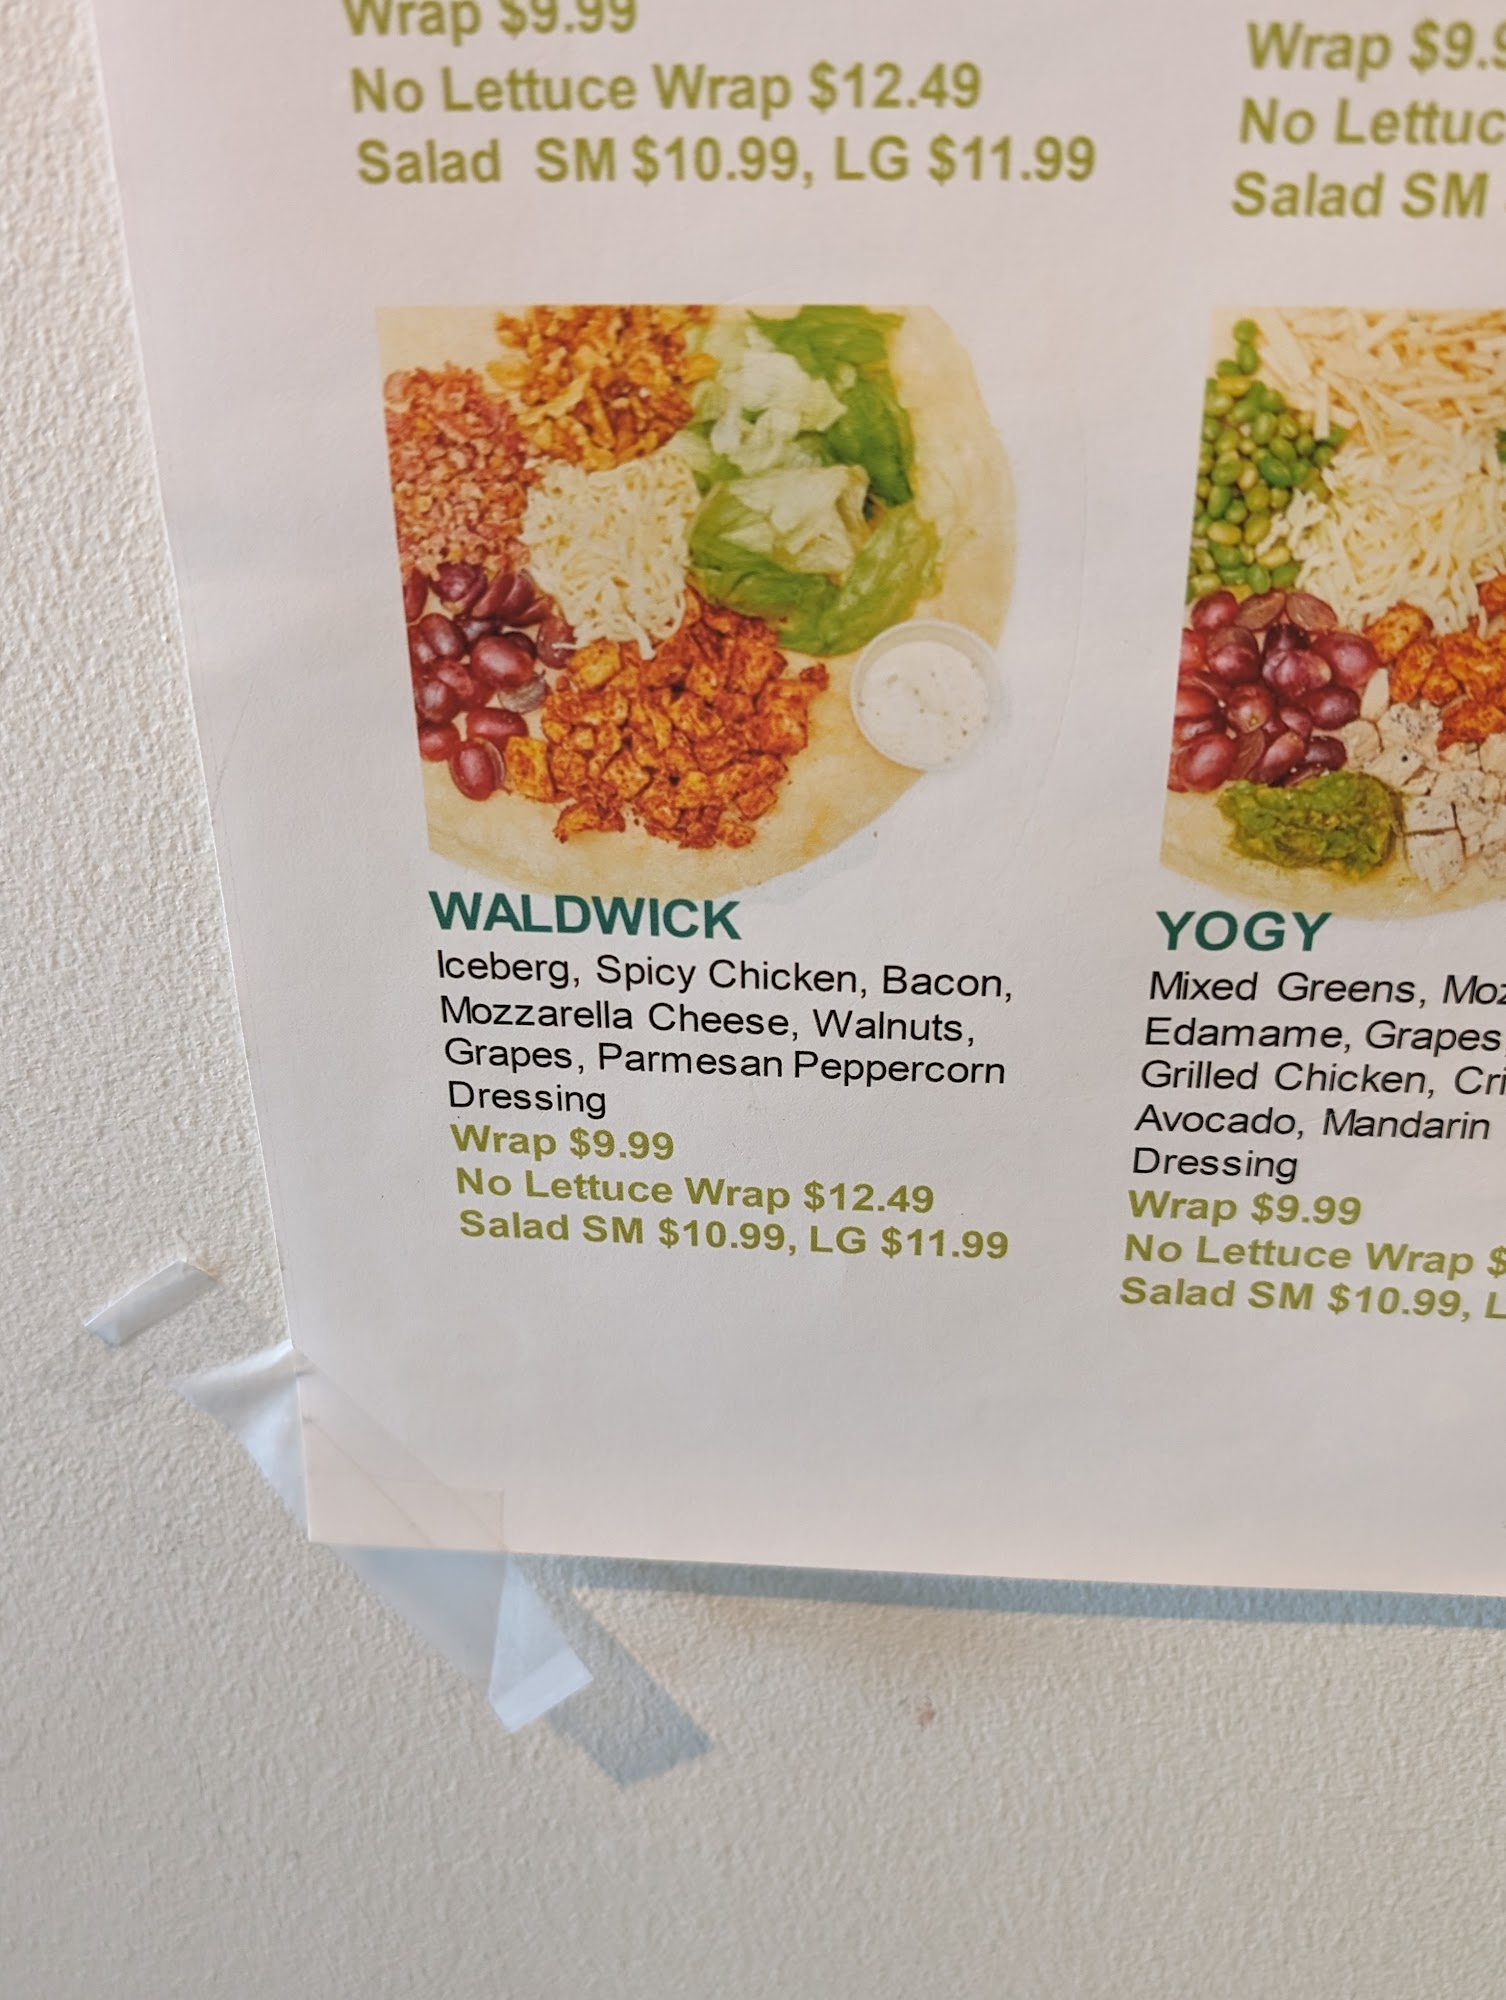 Wrap $9.99
No Lettuce Wrap $12.49
Salad SM $10.99, LG $11.99
Wrap
No
Salad SM
WALDWICK
Iceberg, Spicy Chicken, Bacon,
Mozzarella Cheese, Walnuts,
Grapes, Parmesan Peppercorn
Dressing
Wrap $9.99
No Lettuce Wrap $12.49
Salad SM $10.99, LG $11.99
YOGY
Mixed Greens,
Edamame, Grapes,
Grilled Chicken,
Avocado, Mandarin
Dressing
Wrap $9.99
No Lettuce Wrap
Salad SM $10.99,